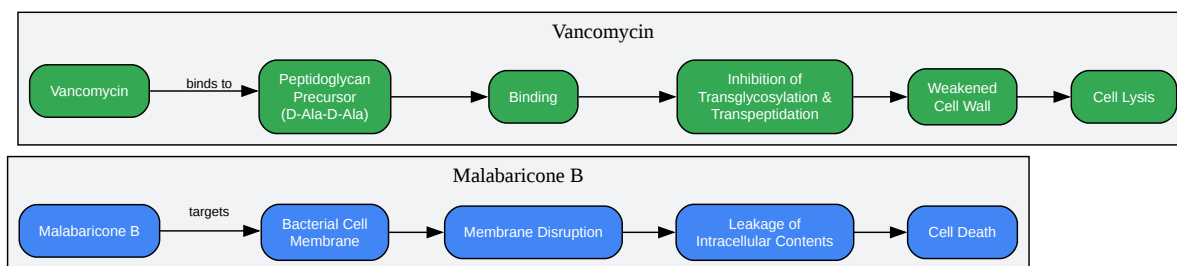 Vancomycin
Vancomycin
binds to
Peptidoglycan
Precursor
(D-Ala-D-Ala)
Binding
Inhibition of
Transglycosylation &
Transpeptidation
Weakened
Cell Wall
Cell Lysis
Malabaricone B
Malabaricone B
targets
Bacterial Cell
Membrane
Membrane Disruption
Leakage of
Intracellular Contents
Cell Death